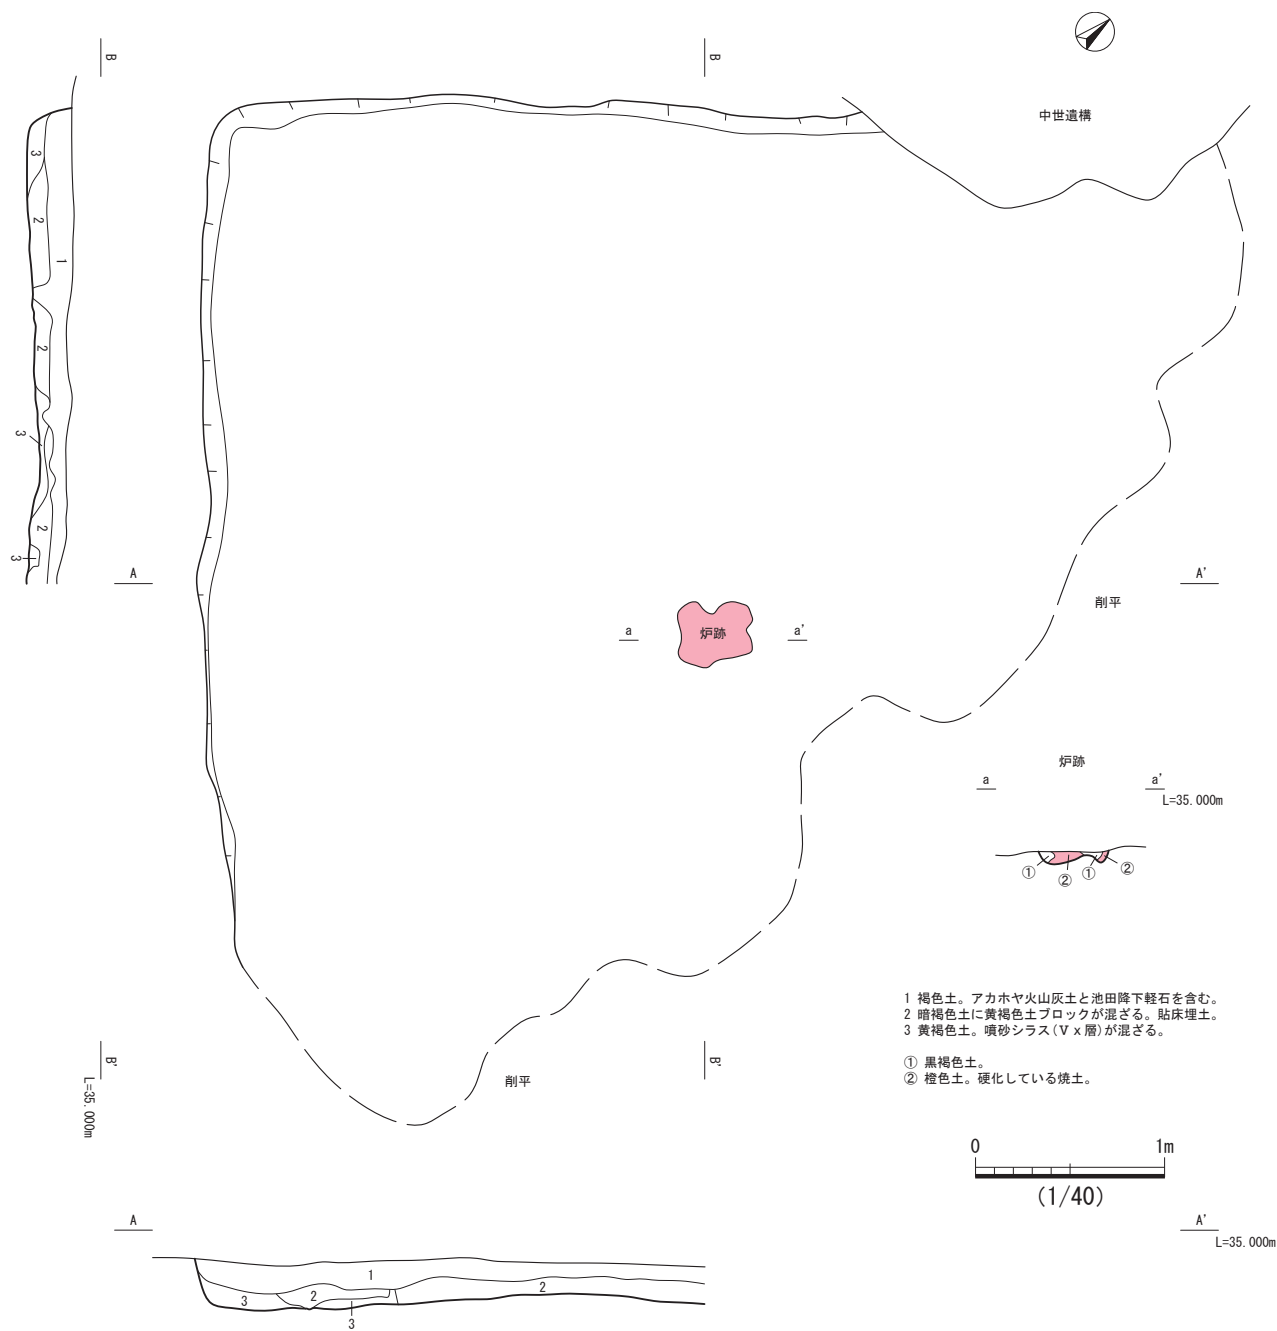 B
B
中世遺構
3
2
1
2
3
2
3
A
A'
削平
a
炉跡
a'
炉跡
a
a'
L=35.000m
①
②
①
②
1 褐色土。アカホヤ火山灰土と池田降下軽石を含む。
2 暗褐色土に黄褐色土ブロックが混ざる。貼床埋土。
3 黄褐色土。噴砂シラス(Ⅴx層)が混ざる。
① 黒褐色土。
② 橙色土。硬化している焼土。
B'
B'
L=35.000m
削平
0
1m
(1/40)
A
A'
L=35.000m
1
2
2
3
3